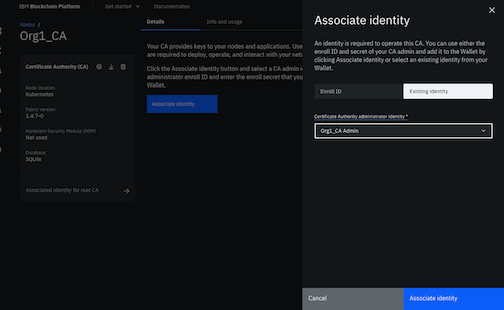 IBM Blockchain Platform
Get started
Documentation
Nodes /
Org1_CA
Certificate Authority (CA)
Node location
Kubernetes
Fabric version
1.4.7-0
Hardware Security Module (HSM)
Not used
Database
SQLite
Associated identity for root CA
Details
Info and usage
Your CA provides keys to your nodes and applications. Use
are required to deploy, operate, and interact with your netw
Click the Associate identity button and select a CA admin i
administrator enroll ID and enter the enroll secret that you
Wallet.
Associate identity
Associate identity
An identity is required to operate this CA. You can use either
the enroll ID and secret of your CA admin and add it to the Wallet by
clicking Associate identity or select an existing identity from your
Wallet.
Enroll ID
Existing identity
Certificate Authority administrator identity *
Org1_CA Admin
Cancel
Associate identity